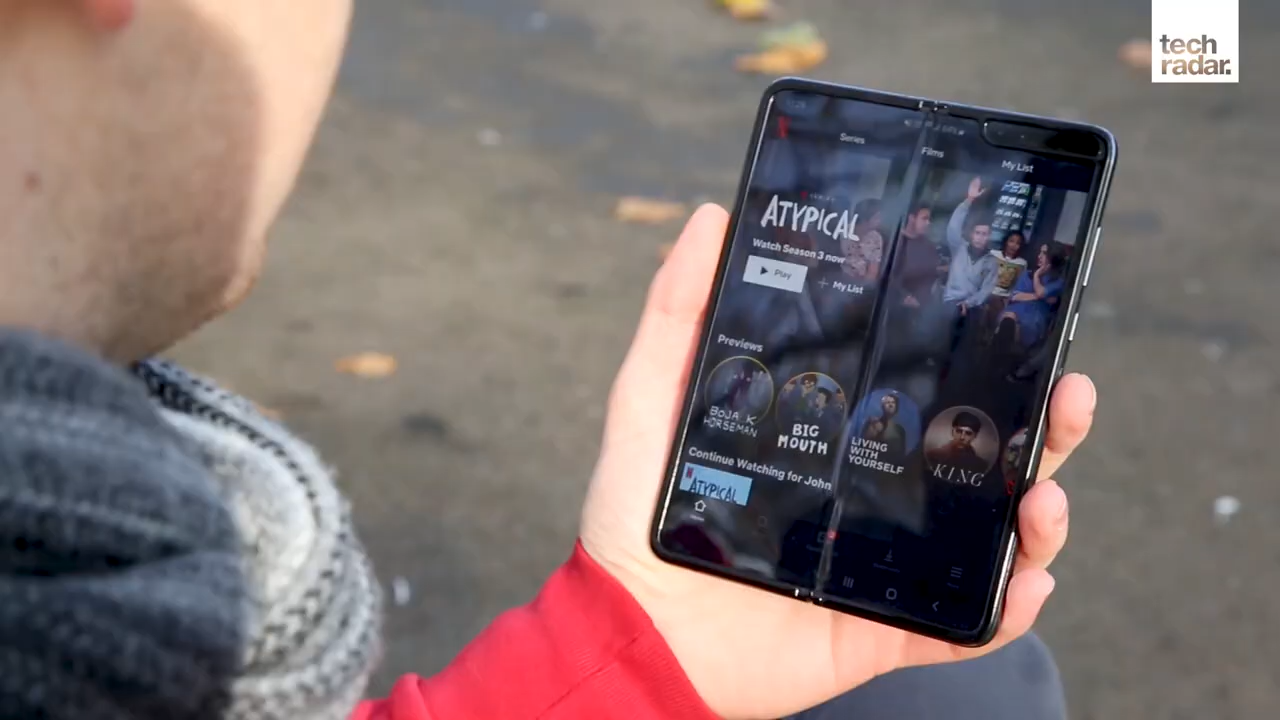 tech
radar.
Series
Films
My List
ATYPICAL
Watch Season 3 now
Play
+ My List
Previews
BOJA K
HORSEMAN
BIG
MOUTH
LIVING
WITH
YOURSELF
KING
Continue Watching for John
ATYPICAL